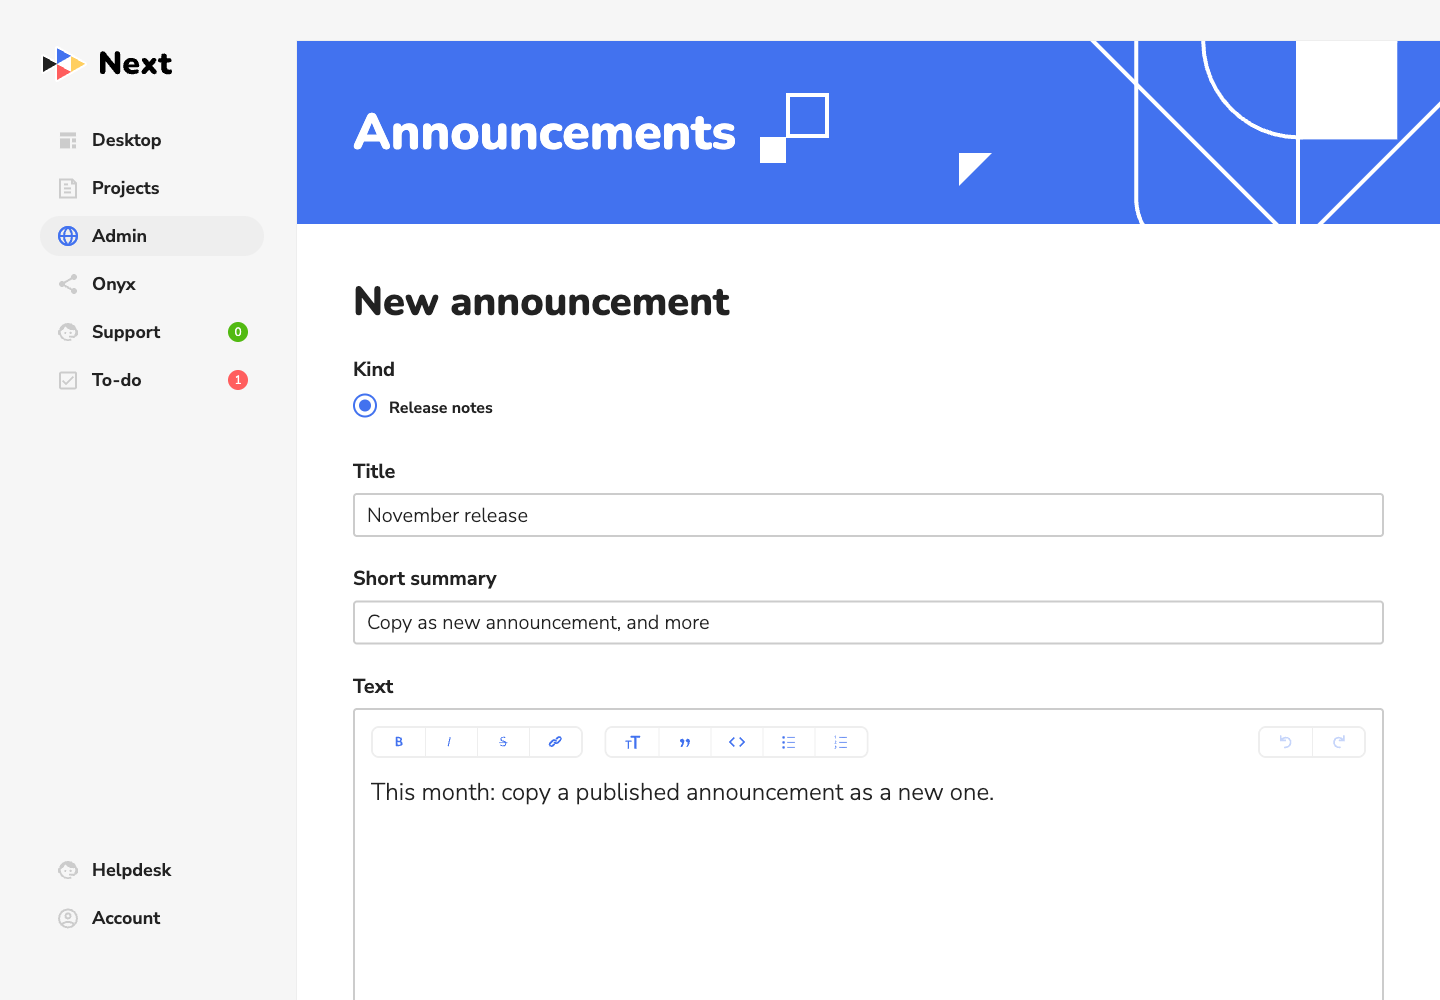 Next
Desktop
Projects
Admin
Onyx
Support 0
To-do 1
Helpdesk
Account
Announcements
New announcement
Kind
Release notes
Title
November release
Short summary
Copy as new announcement, and more
Text
B I S
This month: copy a published announcement as a new one.